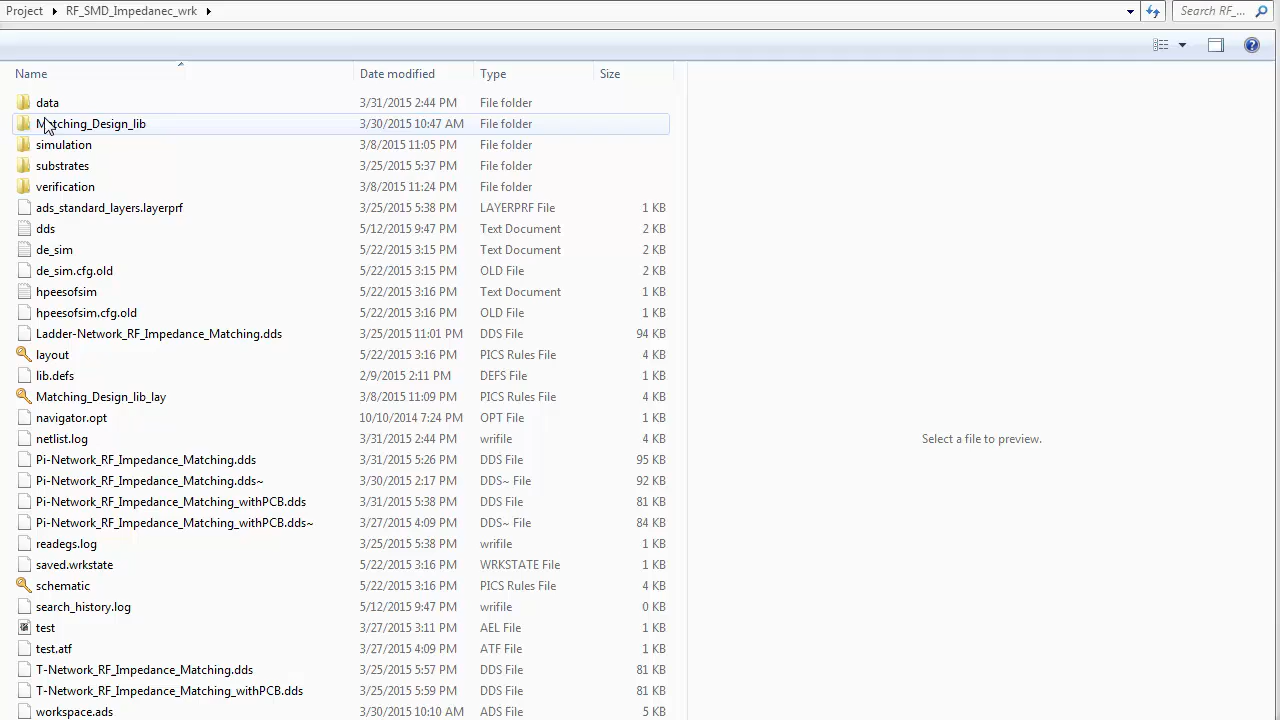 Project RF_SMD_Impedanec_wrk Search RF_...
Name Date modified Type Size
data 3/31/2015 2:44 PM File folder
Matching_Design_lib 3/30/2015 10:47 AM File folder
simulation 3/8/2015 11:05 PM File folder
substrates 3/25/2015 5:37 PM File folder
verification 3/8/2015 11:24 PM File folder
ads_standard_layers.layerprf 3/25/2015 5:38 PM LAYERPRF File 1 KB
dds 5/12/2015 9:47 PM Text Document 2 KB
de_sim 5/22/2015 3:15 PM Text Document 2 KB
de_sim.cfg.old 5/22/2015 3:15 PM OLD File 2 KB
hpeesofsim 5/22/2015 3:16 PM Text Document 1 KB
hpeesofsim.cfg.old 5/22/2015 3:16 PM OLD File 1 KB
Ladder-Network_RF_Impedance_Matching.dds 3/25/2015 11:01 PM DDS File 94 KB
layout 5/22/2015 3:16 PM PICS Rules File 4 KB
lib.defs 2/9/2015 2:11 PM DEFS File 1 KB
Matching_Design_lib_lay 3/8/2015 11:09 PM PICS Rules File 4 KB
navigator.opt 10/10/2014 7:24 PM OPT File 1 KB
netlist.log 3/31/2015 2:44 PM wrifile 4 KB
Pi-Network_RF_Impedance_Matching.dds 3/31/2015 5:26 PM DDS File 95 KB
Pi-Network_RF_Impedance_Matching.dds~ 3/30/2015 2:17 PM DDS~ File 92 KB
Pi-Network_RF_Impedance_Matching_withPCB.dds 3/31/2015 5:38 PM DDS File 81 KB
Pi-Network_RF_Impedance_Matching_withPCB.dds~ 3/27/2015 4:09 PM DDS~ File 84 KB
readegs.log 3/25/2015 5:38 PM wrifile 1 KB
saved.wrkstate 5/22/2015 3:16 PM WRKSTATE File 1 KB
schematic 5/22/2015 3:16 PM PICS Rules File 4 KB
search_history.log 5/12/2015 9:47 PM wrifile 0 KB
test 3/27/2015 3:11 PM AEL File 1 KB
test.atf 3/27/2015 4:09 PM ATF File 1 KB
T-Network_RF_Impedance_Matching.dds 3/25/2015 5:57 PM DDS File 81 KB
T-Network_RF_Impedance_Matching_withPCB.dds 3/25/2015 5:59 PM DDS File 81 KB
workspace.ads 3/30/2015 10:10 AM ADS File 5 KB
Select a file to preview.